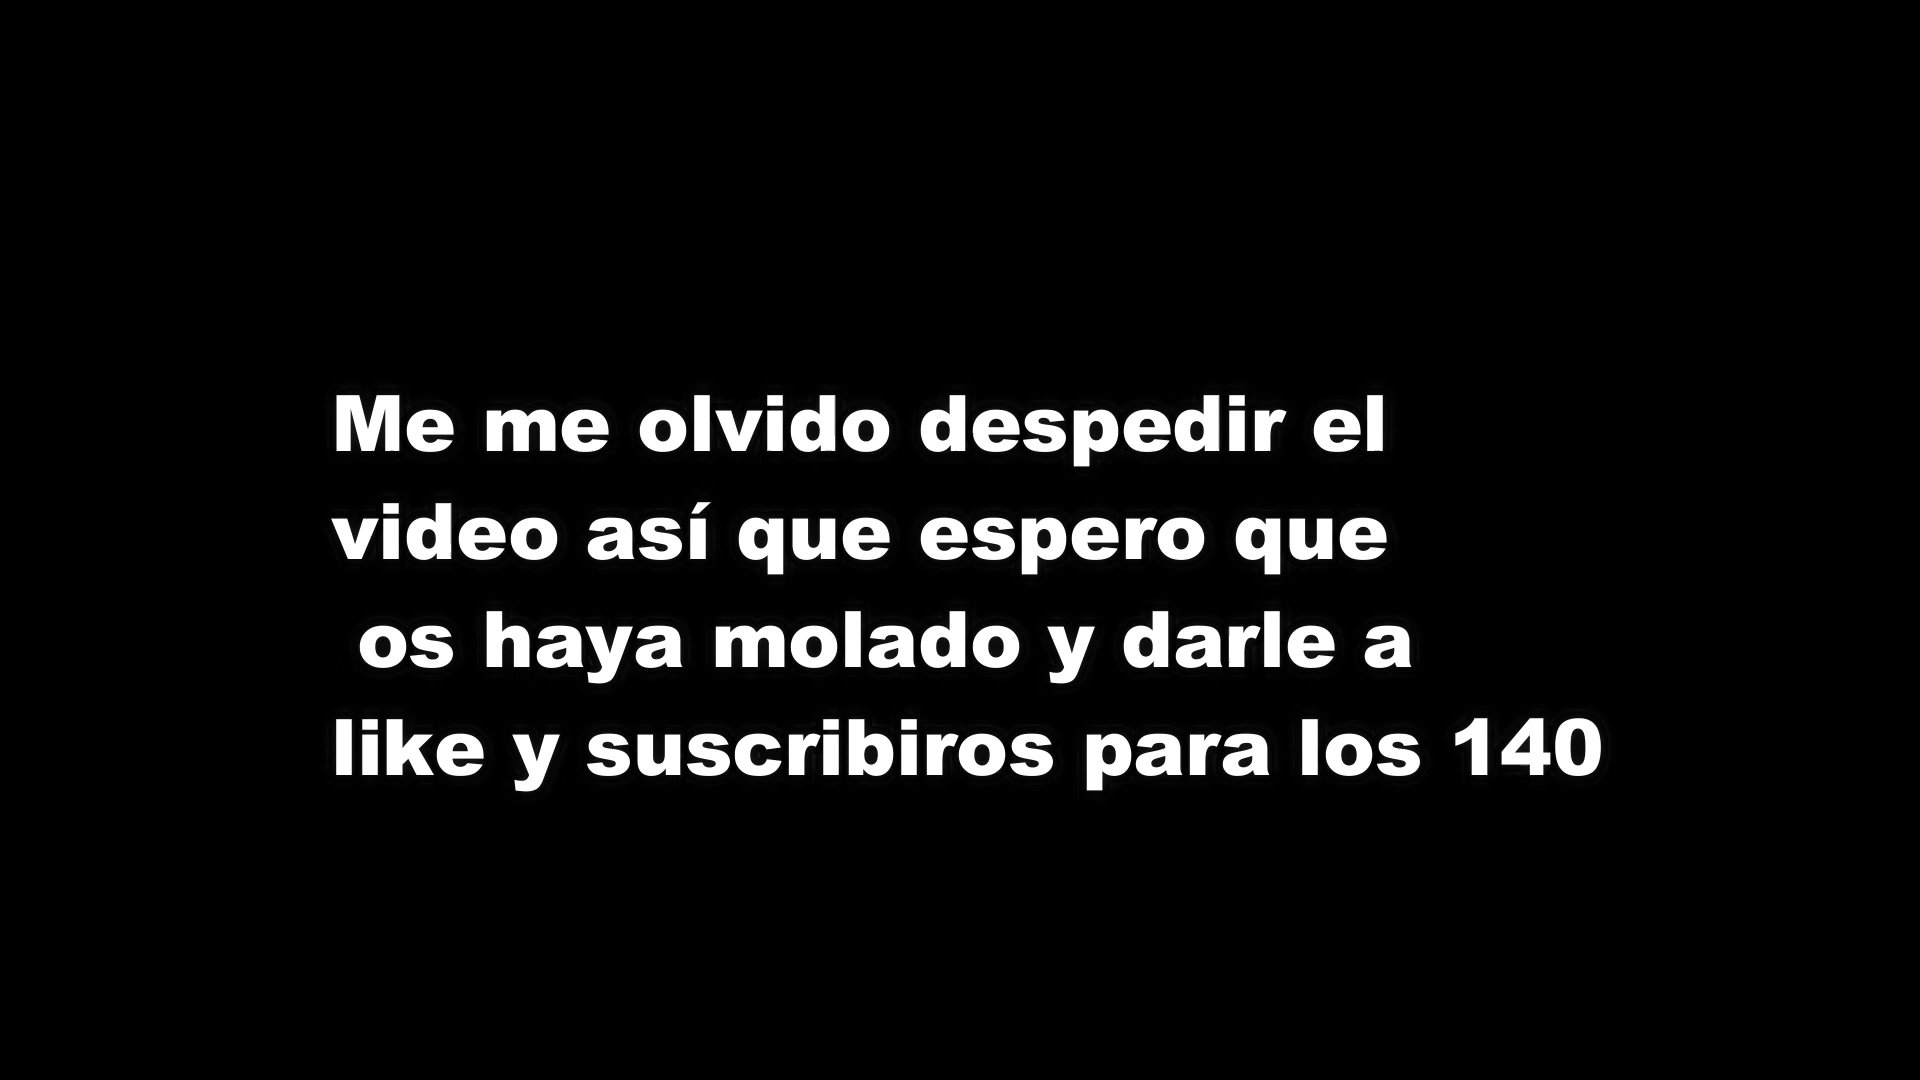 Me me olvido despedir el
video así que espero que
os haya molado y darle a
like y suscribiros para los 140